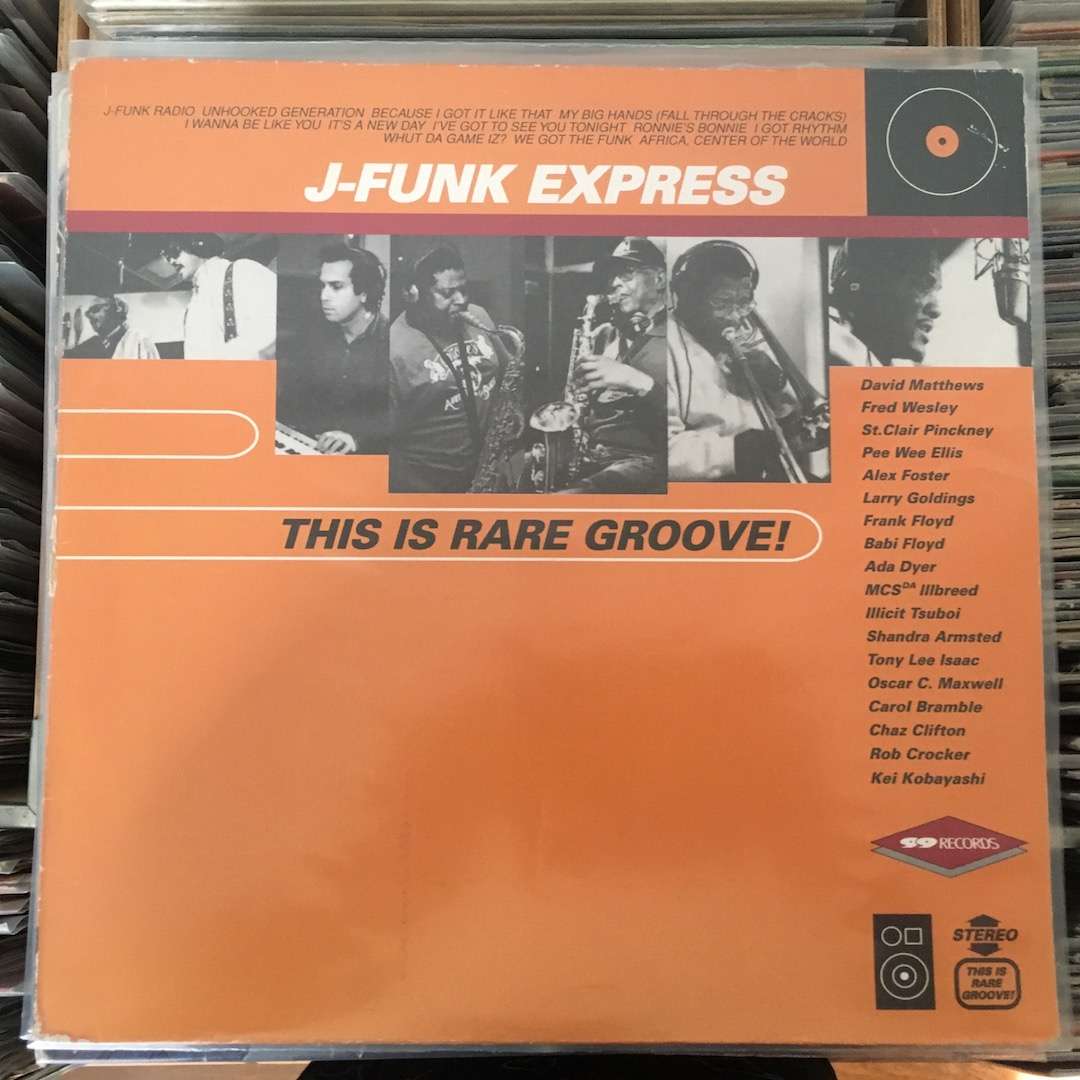 J-FUNK RADIO UNHOOKED GENERATION BECAUSE I GOT IT LIKE THAT MY BIG HANDS (FALL THROUGH THE CRACKS)
I WANNA BE LIKE YOU IT'S A NEW DAY I'VE GOT TO SEE YOU TONIGHT RONNIE'S BONNIE I GOT RHYTHM
WHUT DA GAME IZ? WE GOT THE FUNK AFRICA, CENTER OF THE WORLD
J-FUNK EXPRESS
THIS IS RARE GROOVE!
David Matthews
Fred Wesley
St.Clair Pinckney
Pee Wee Ellis
Alex Foster
Larry Goldings
Frank Floyd
Babi Floyd
Ada Dyer
MCS DA Illbreed
Illicit Tsuboi
Shandra Armsted
Tony Lee Isaac
Oscar C. Maxwell
Carol Bramble
Chaz Clifton
Rob Crocker
Kei Kobayashi
99 RECORDS
STEREO
THIS IS
RARE
GROOVE!